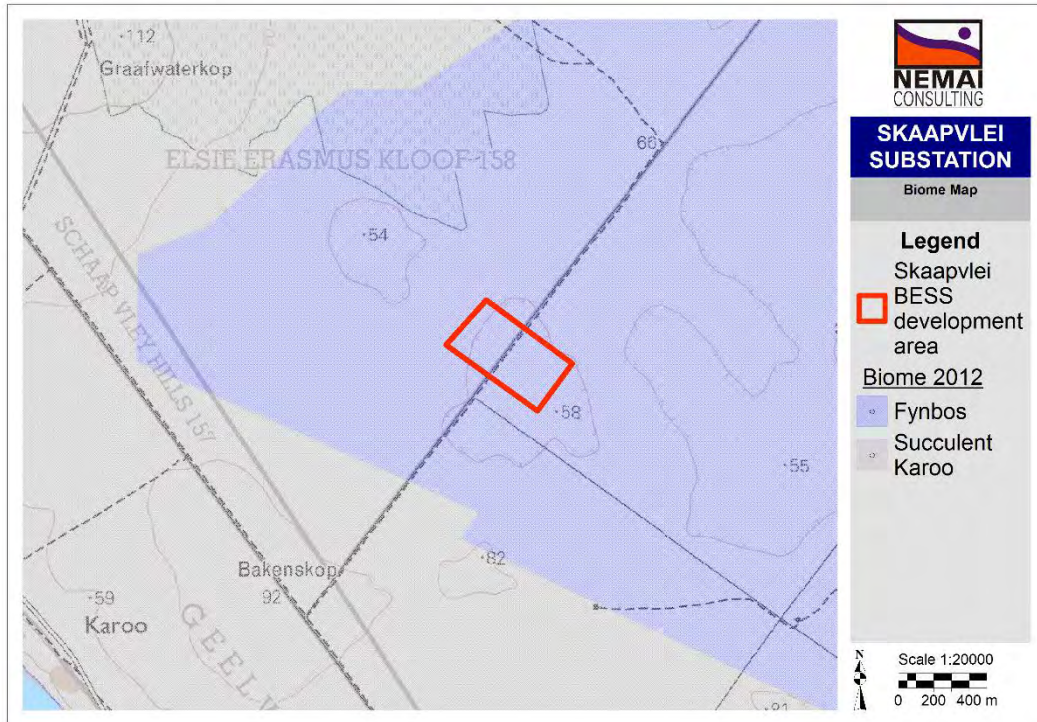 ·112
Graafwaterkop
ELSIE ERASMUS KLOOF 158
66
·54
SCHAAP VLEY HILLS 157
·58
·55
·82
Bakenskop
92
·59
Karoo
GEELV
·81
NEMAI
CONSULTING
SKAAPVLEI
SUBSTATION
Biome Map
Legend
Skaapvlei
BESS
development
area
Biome 2012
Fynbos
Succulent
Karoo
N
Scale 1:20000
0 200 400 m